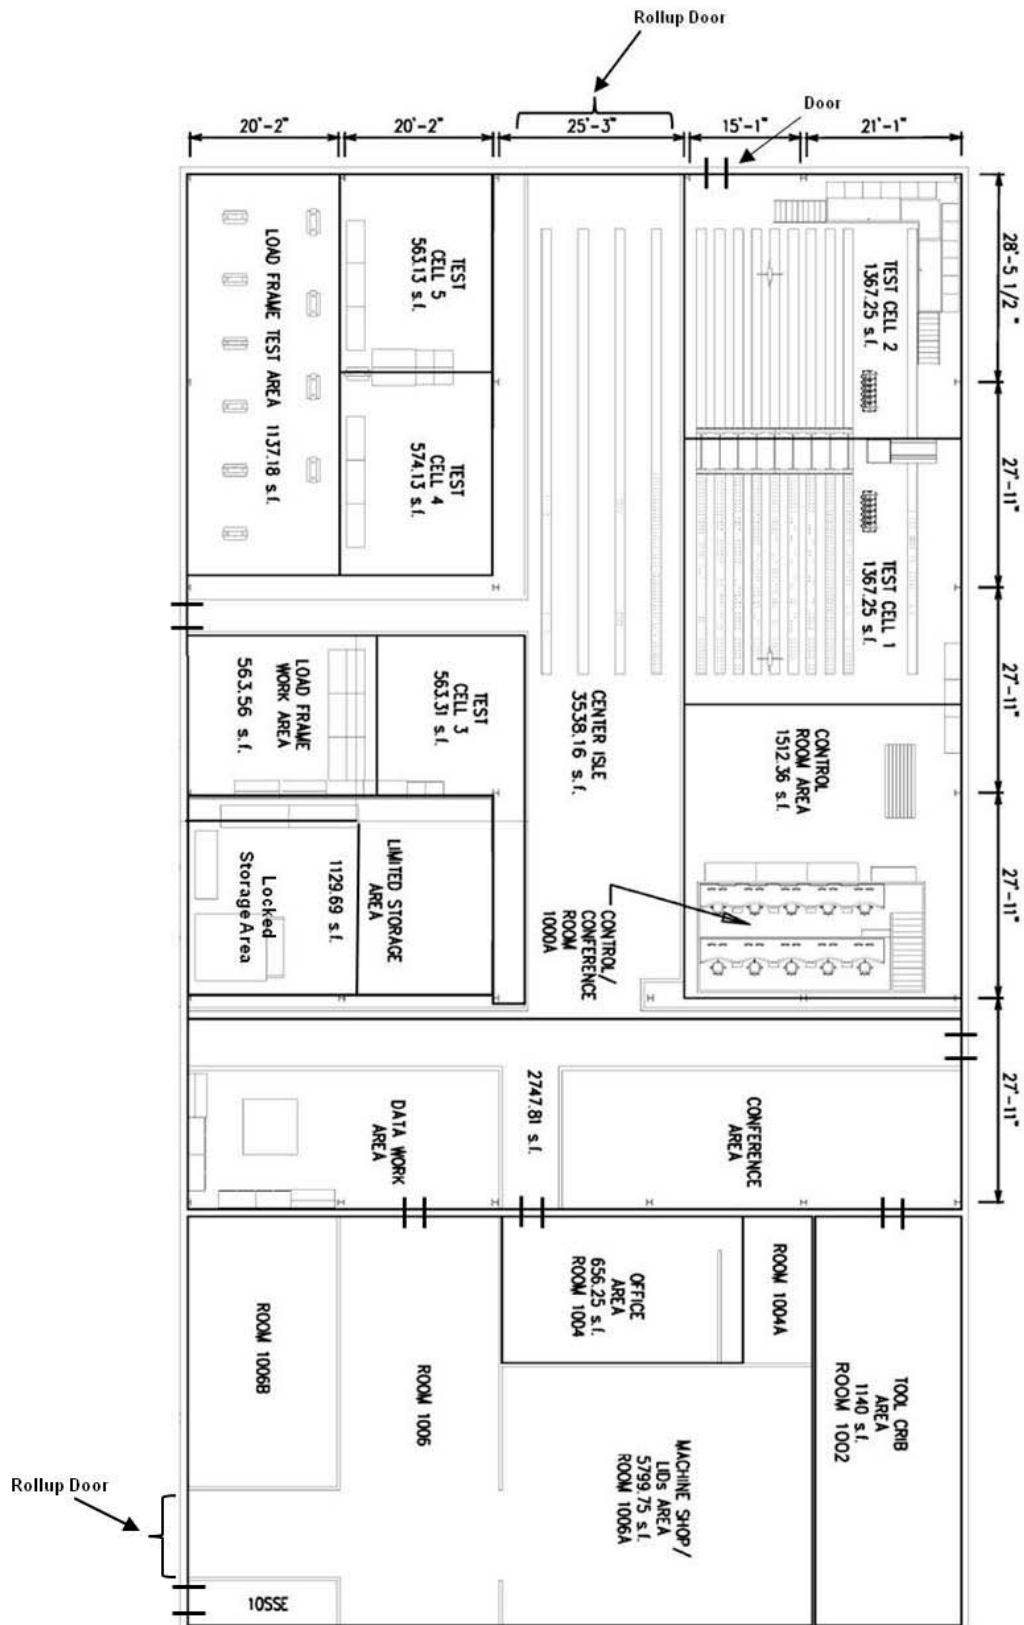 Rollup Door
Door
20'-2"
20'-2"
25'-3"
15'-1"
21'-1"
28'-5 1/2 "
27'-11"
27'-11"
27'-11"
27'-11"
LOAD FRAME TEST AREA 1137.18 s.f.
TEST
CELL 5
563.13 s.f.
TEST
CELL 4
574.13 s.f.
TEST CELL 2
1367.25 s.f.
TEST CELL 1
1367.25 s.f.
LOAD FRAME
WORK AREA
563.56 s.f.
TEST
CELL 3
563.31 s.f.
CENTER ISLE
3538.16 s.f.
CONTROL
ROOM AREA
1512.36 s.f.
LIMITED STORAGE
AREA
1129.69 s.f.
Locked
Storage Area
CONTROL/
CONFERENCE
ROOM
1000A
DATA WORK
AREA
2747.81 s.f.
CONFERENCE
AREA
ROOM 1006B
ROOM 1006
OFFICE
AREA
656.25 s.f.
ROOM 1004
ROOM 1004A
TOOL CRIB
AREA
1140 s.f.
ROOM 1002
MACHINE SHOP/
LIDs AREA
5799.75 s.f.
ROOM 1006A
Rollup Door
10SSE